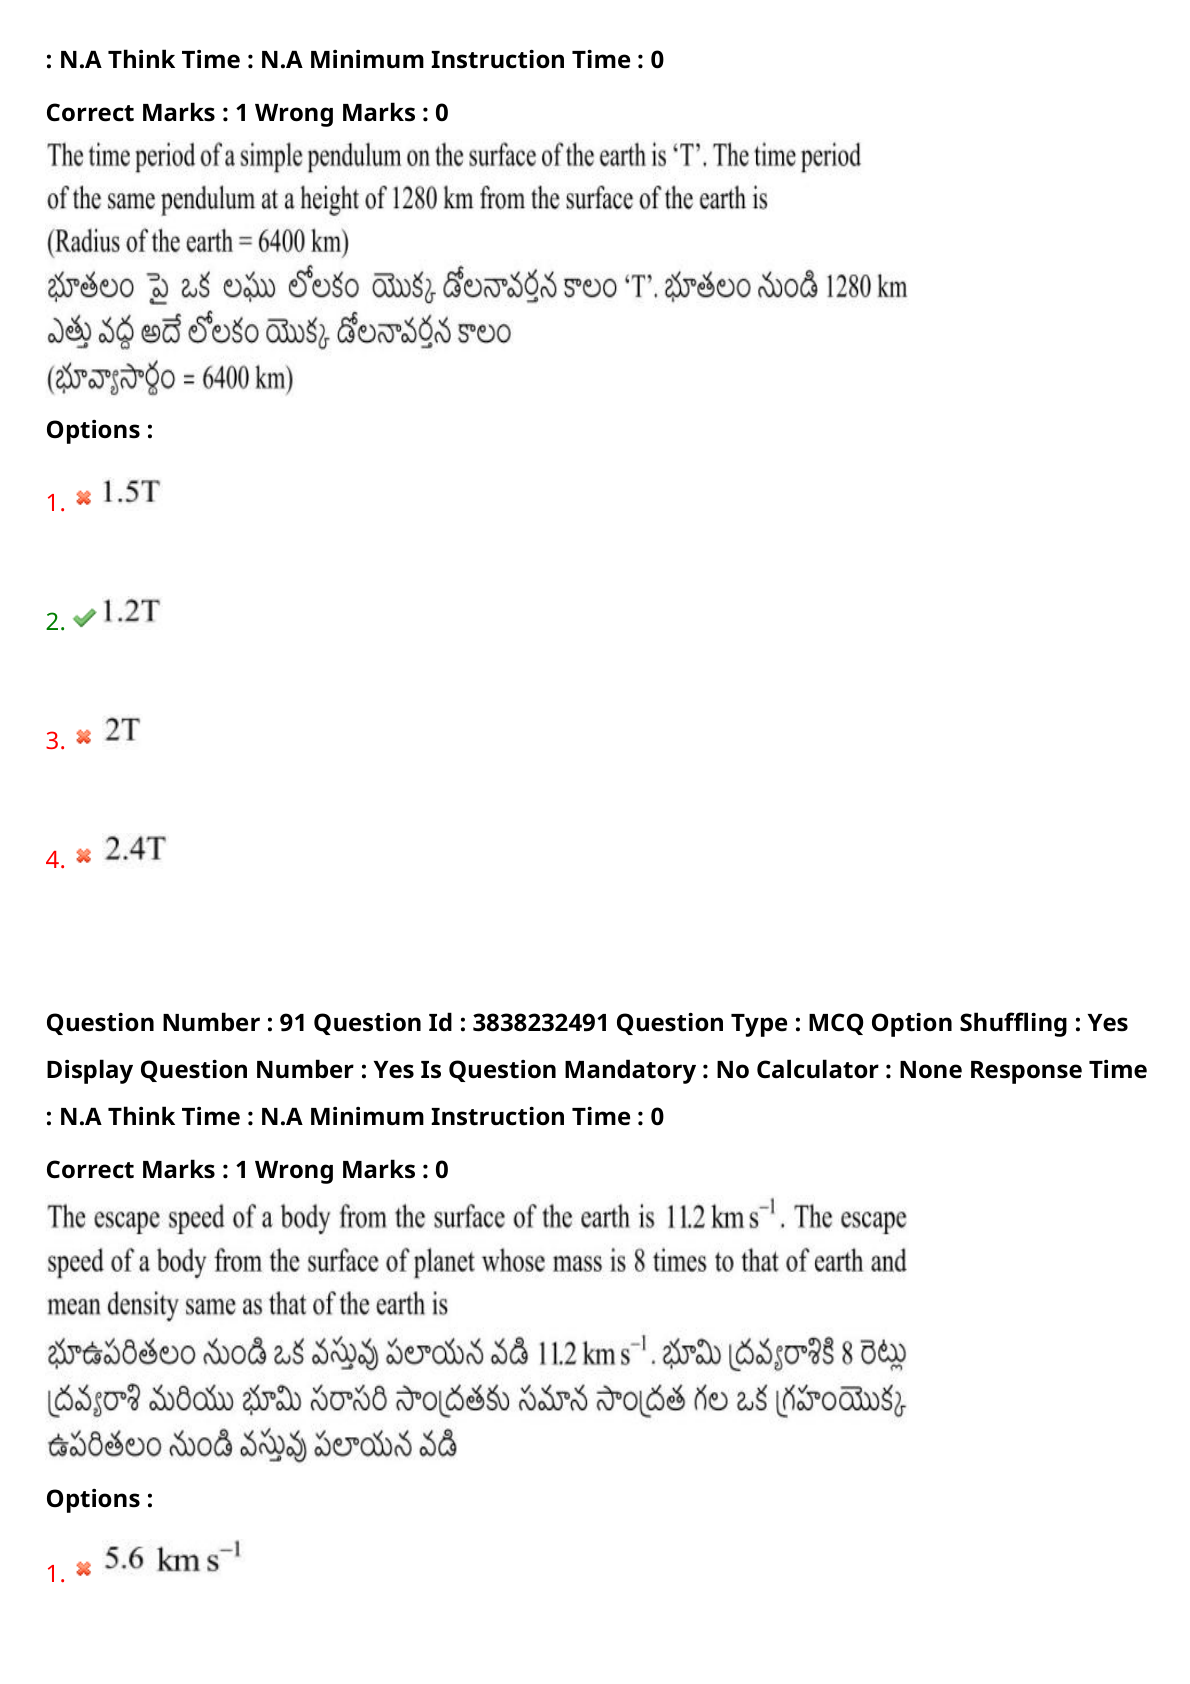 : N.A Think Time : N.A Minimum Instruction Time : 0
Correct Marks : 1 Wrong Marks : 0
The time period of a simple pendulum on the surface of the earth is ‘T’. The time period
of the same pendulum at a height of 1280 km from the surface of the earth is
(Radius of the earth = 6400 km)
భూతలం పై ఒక లఘు లోలకం యొక్క డోలనావర్తన కాలం ‘T’. భూతలం నుండి 1280 km
ఎత్తు వద్ద అదే లోలకం యొక్క డోలనావర్తన కాలం
(భూవ్యాసార్థం = 6400 km)
Options :
1. 1.5T
2. 1.2T
3. 2T
4. 2.4T
Question Number : 91 Question Id : 3838232491 Question Type : MCQ Option Shuffling : Yes
Display Question Number : Yes Is Question Mandatory : No Calculator : None Response Time
: N.A Think Time : N.A Minimum Instruction Time : 0
Correct Marks : 1 Wrong Marks : 0
The escape speed of a body from the surface of the earth is 11.2 km s⁻¹. The escape
speed of a body from the surface of planet whose mass is 8 times to that of earth and
mean density same as that of the earth is
భూఉపరితలం నుండి ఒక వస్తువు పలాయన వడి 11.2 km s⁻¹. భూమి ద్రవ్యరాశికి 8 రెట్లు
ద్రవ్యరాశి మరియు భూమి సరాసరి సాంద్రతకు సమాన సాంద్రత గల ఒక గ్రహంయొక్క
ఉపరితలం నుండి వస్తువు పలాయన వడి
Options :
1. 5.6 km s⁻¹